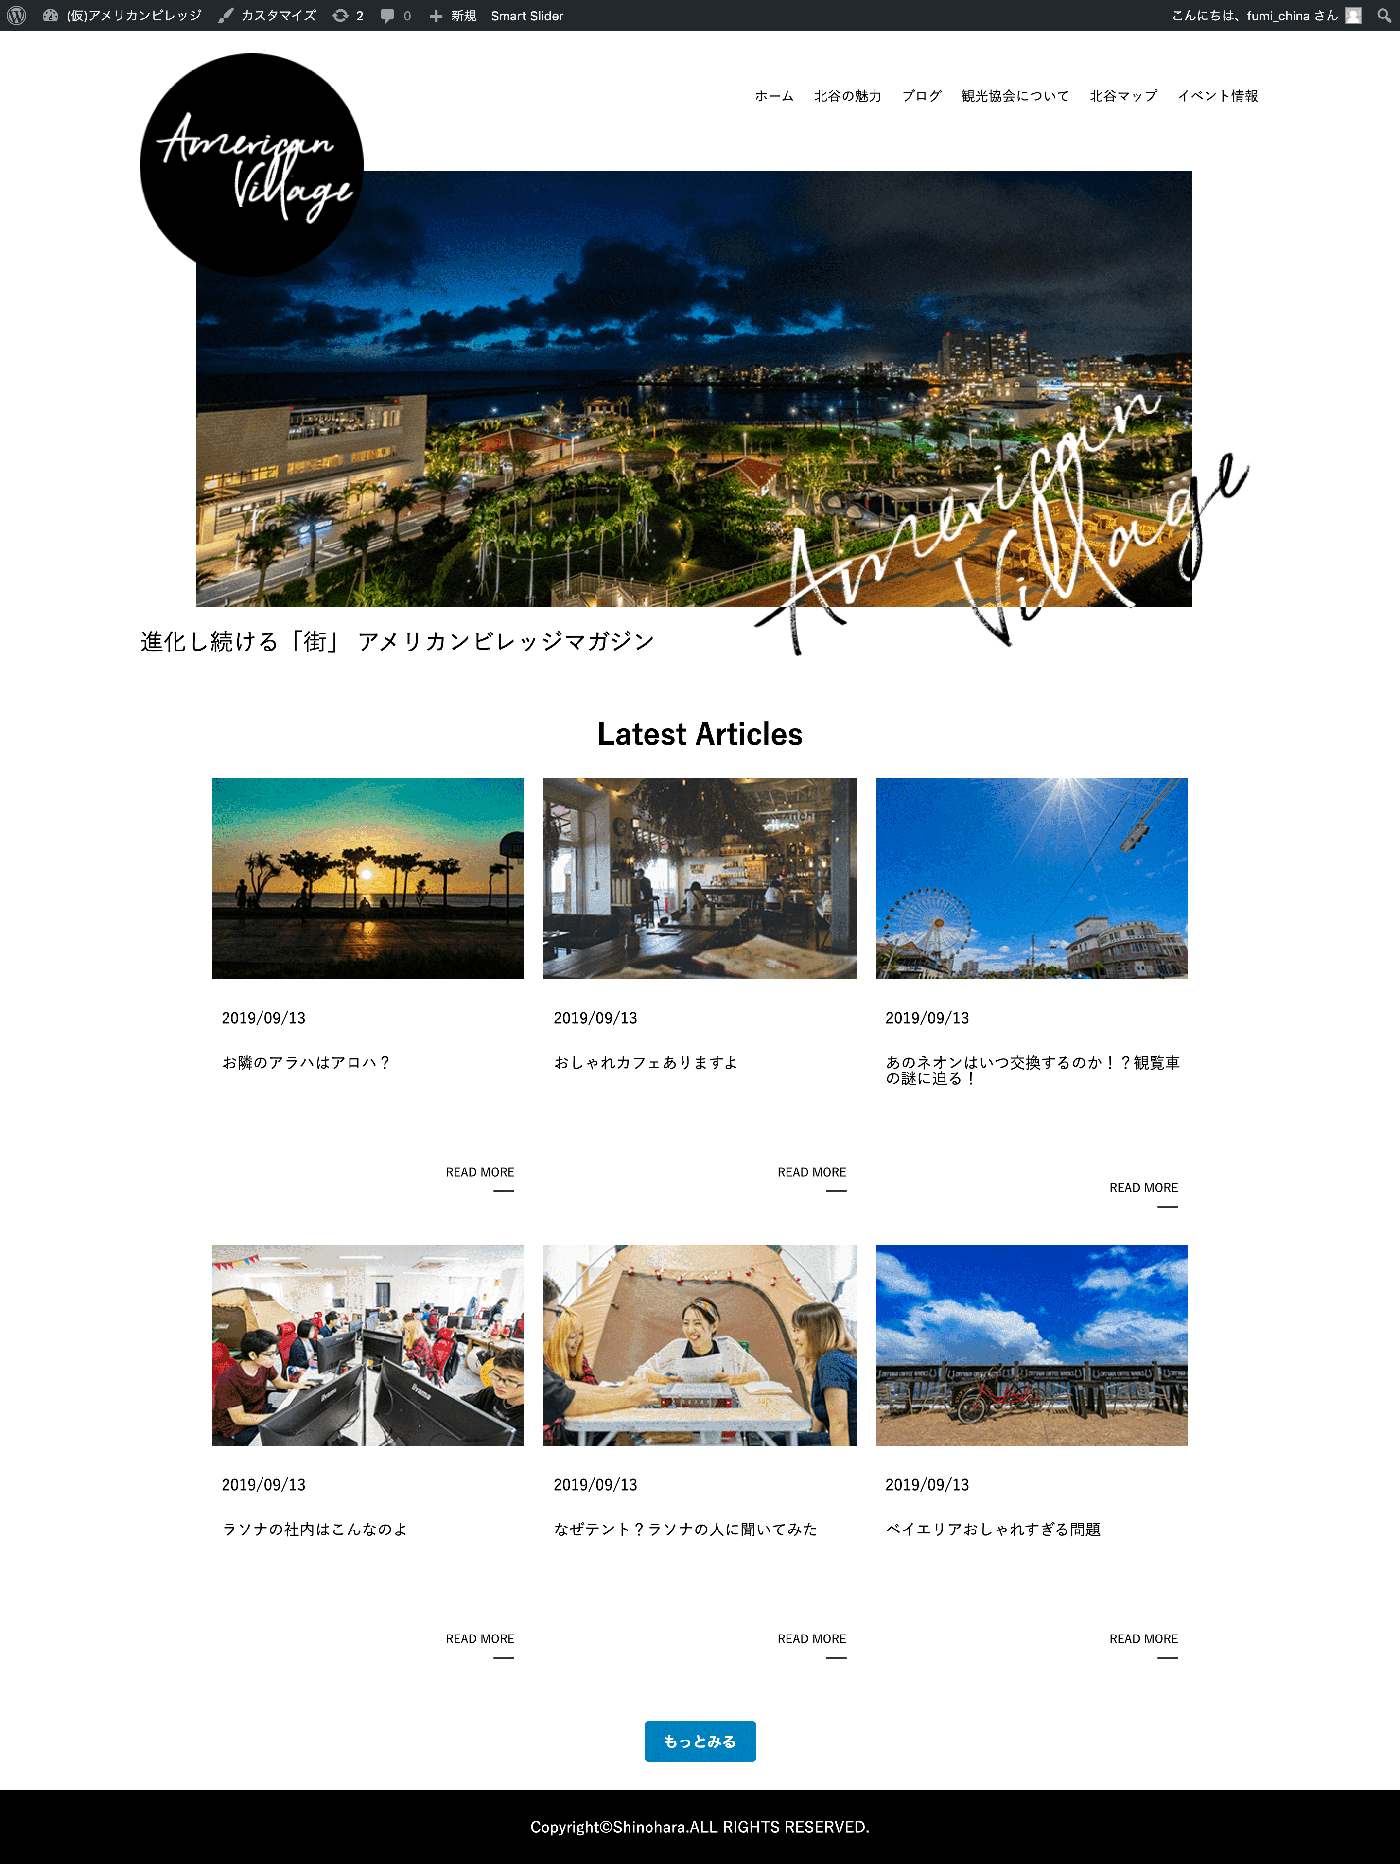 (仮)アメリカンビレッジ カスタマイズ 2 0 新規 Smart Slider こんにちは、fumi_china さん
American
Village
ホーム 北谷の魅力 ブログ 観光協会について 北谷マップ イベント情報
American
Village
進化し続ける「街」 アメリカンビレッジマガジン
Latest Articles
2019/09/13
お隣のアラハはアロハ？
READ MORE
2019/09/13
おしゃれカフェありますよ
READ MORE
2019/09/13
あのネオンはいつ交換するのか！？観覧車
の謎に迫る！
READ MORE
2019/09/13
ラソナの社内はこんなのよ
READ MORE
2019/09/13
なぜテント？ラソナの人に聞いてみた
READ MORE
2019/09/13
ベイエリアおしゃれすぎる問題
READ MORE
もっとみる
Copyright©Shinohara.ALL RIGHTS RESERVED.